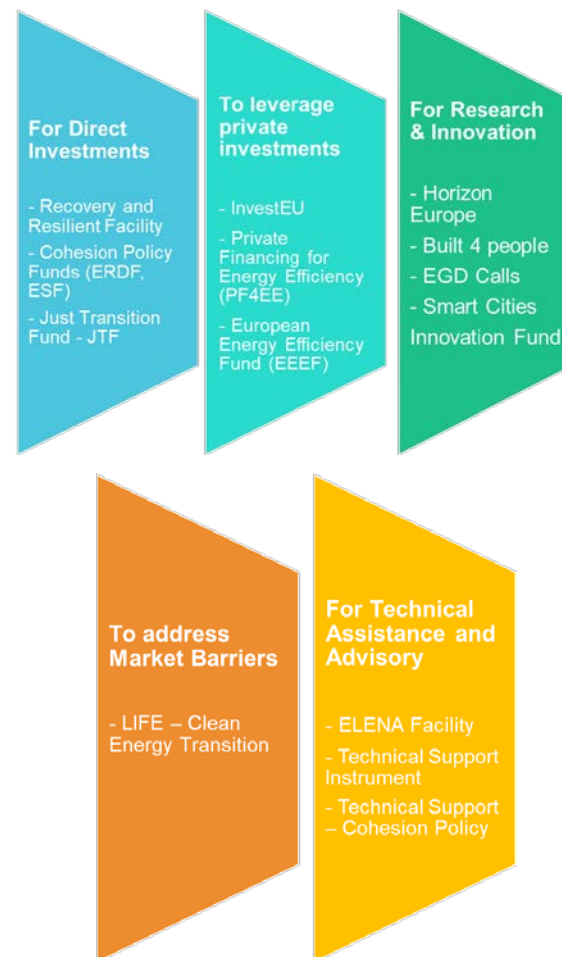 For Direct
Investments
- Recovery and
Resilient Facility
- Cohesion Policy
Funds (ERDF,
ESF)
- Just Transition
Fund - JTF
To leverage
private
investments
- InvestEU
- Private
Financing for
Energy Efficiency
(PF4EE)
- European
Energy Efficiency
Fund (EEEF)
For Research
& Innovation
- Horizon
Europe
- Built 4 people
- EGD Calls
- Smart Cities
Innovation Fund
To address
Market Barriers
- LIFE – Clean
Energy Transition
For Technical
Assistance and
Advisory
- ELENA Facility
- Technical Support
Instrument
- Technical Support
– Cohesion Policy